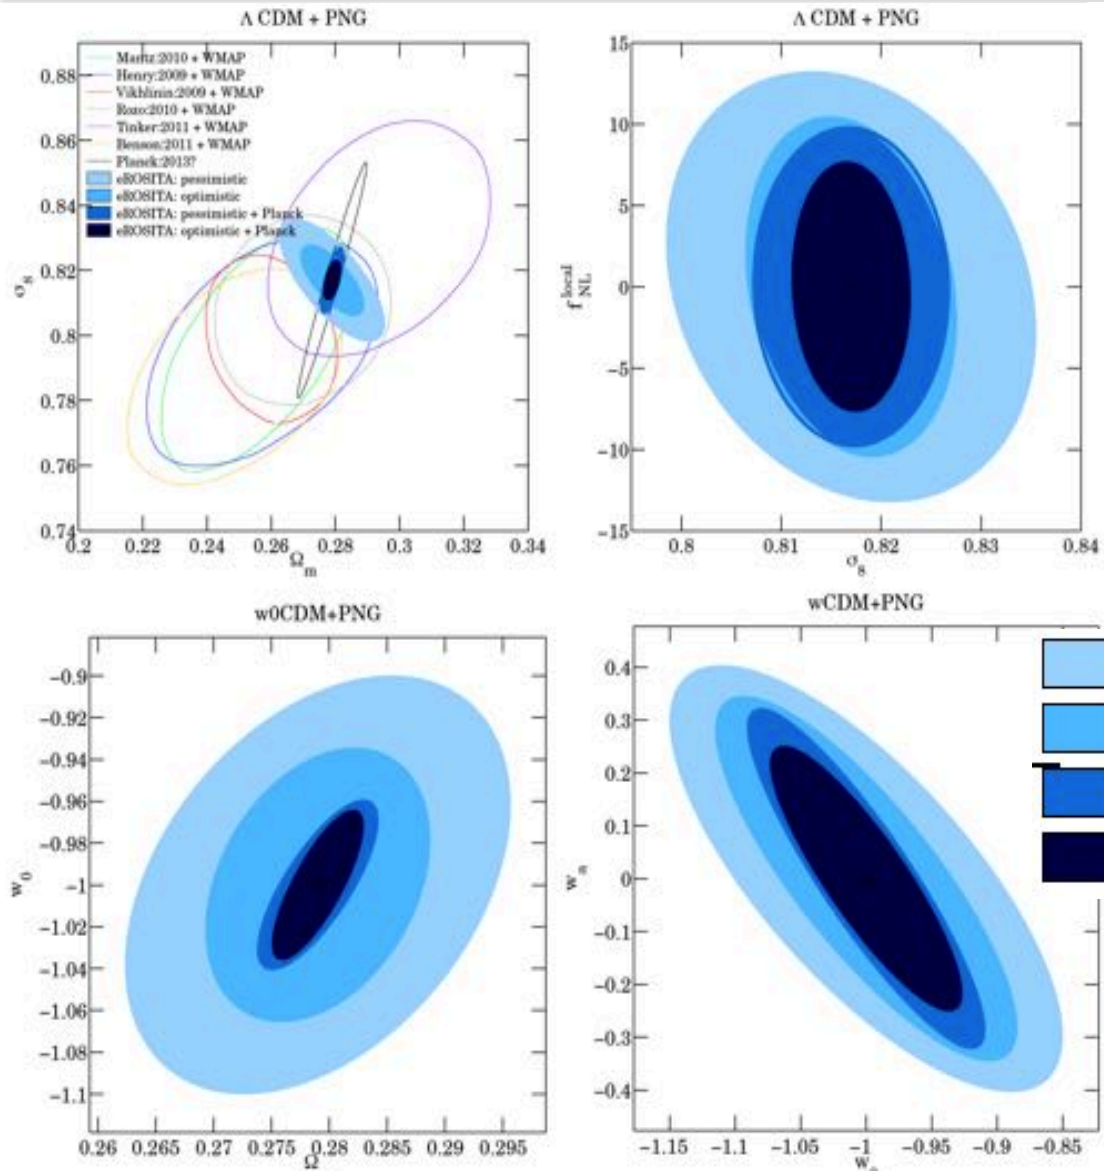 Λ CDM + PNG
Mantz:2010 + WMAP
Henry:2009 + WMAP
Vikhlinin:2009 + WMAP
Rozo:2010 + WMAP
Tinker:2011 + WMAP
Benson:2011 + WMAP
Planck:2013?
eROSITA: pessimistic
eROSITA: optimistic
eROSITA: pessimistic + Planck
eROSITA: optimistic + Planck
0.88
0.86
0.84
0.82
0.8
0.78
0.76
0.74
σ8
0.2 0.22 0.24 0.26 0.28 0.3 0.32 0.34
Ωm
Λ CDM + PNG
15
10
5
0
−5
−10
−15
f local NL
0.8 0.81 0.82 0.83 0.84
σ8
w0CDM+PNG
−0.9
−0.92
−0.94
−0.96
−0.98
−1
−1.02
−1.04
−1.06
−1.08
−1.1
w0
0.26 0.265 0.27 0.275 0.28 0.285 0.29 0.295
Ω
wCDM+PNG
0.4
0.3
0.2
0.1
0
−0.1
−0.2
−0.3
−0.4
wa
−1.15 −1.1 −1.05 −1 −0.95 −0.9 −0.85